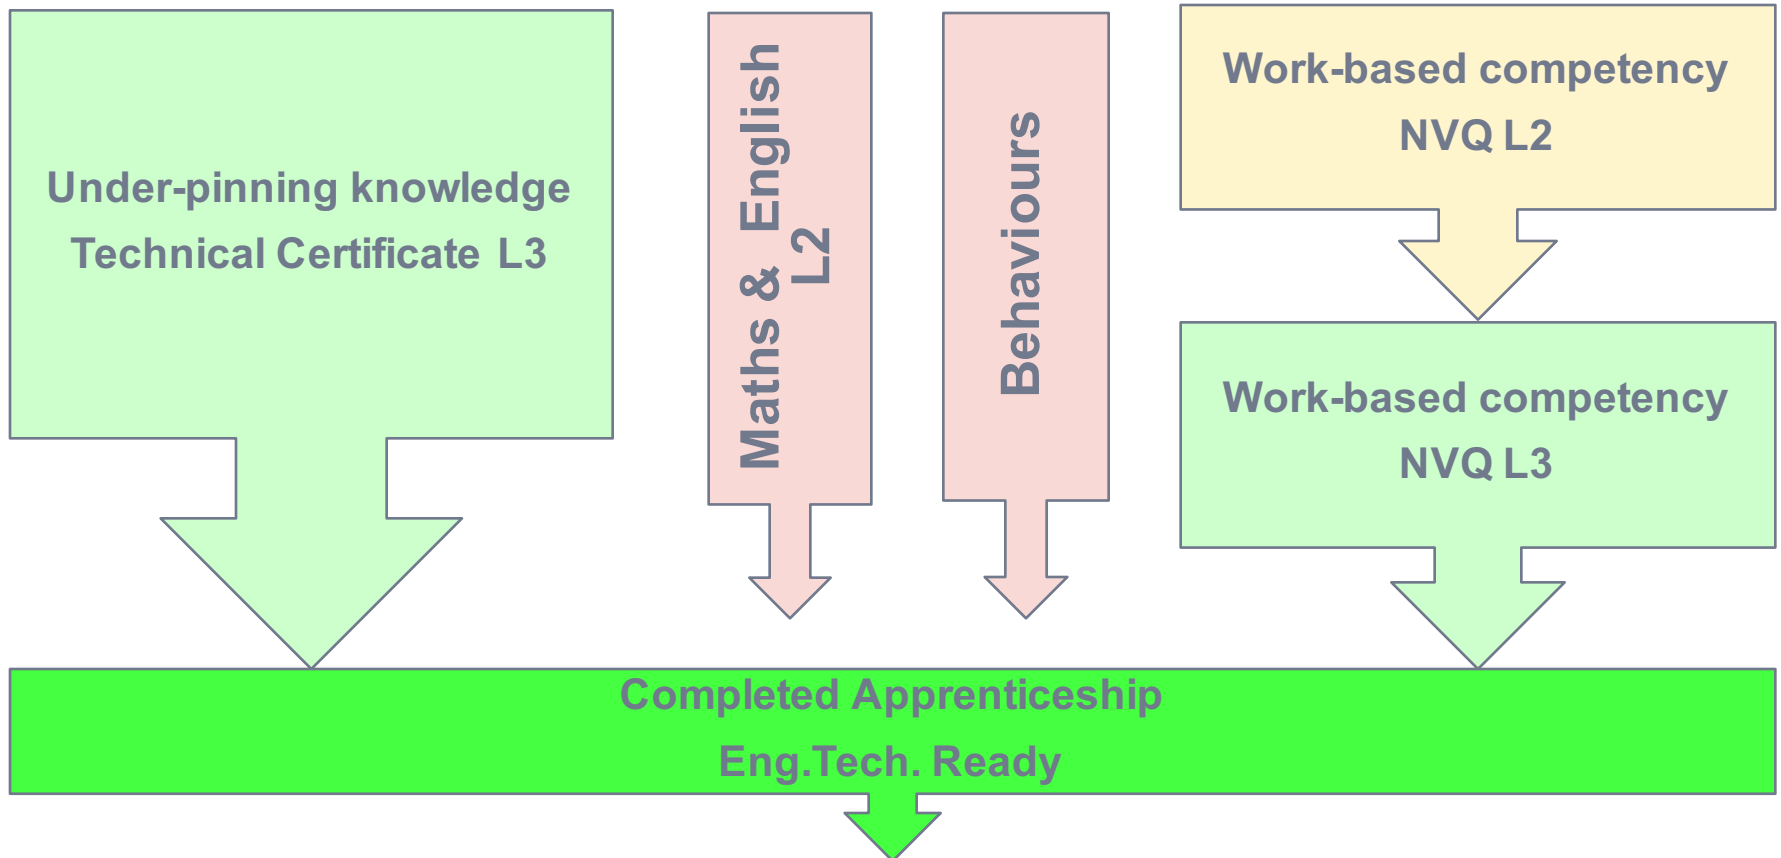 Under-pinning knowledge
Technical Certificate L3
Maths & English
L2
Behaviours
Work-based competency
NVQ L2
Work-based competency
NVQ L3
Completed Apprenticeship
Eng.Tech. Ready